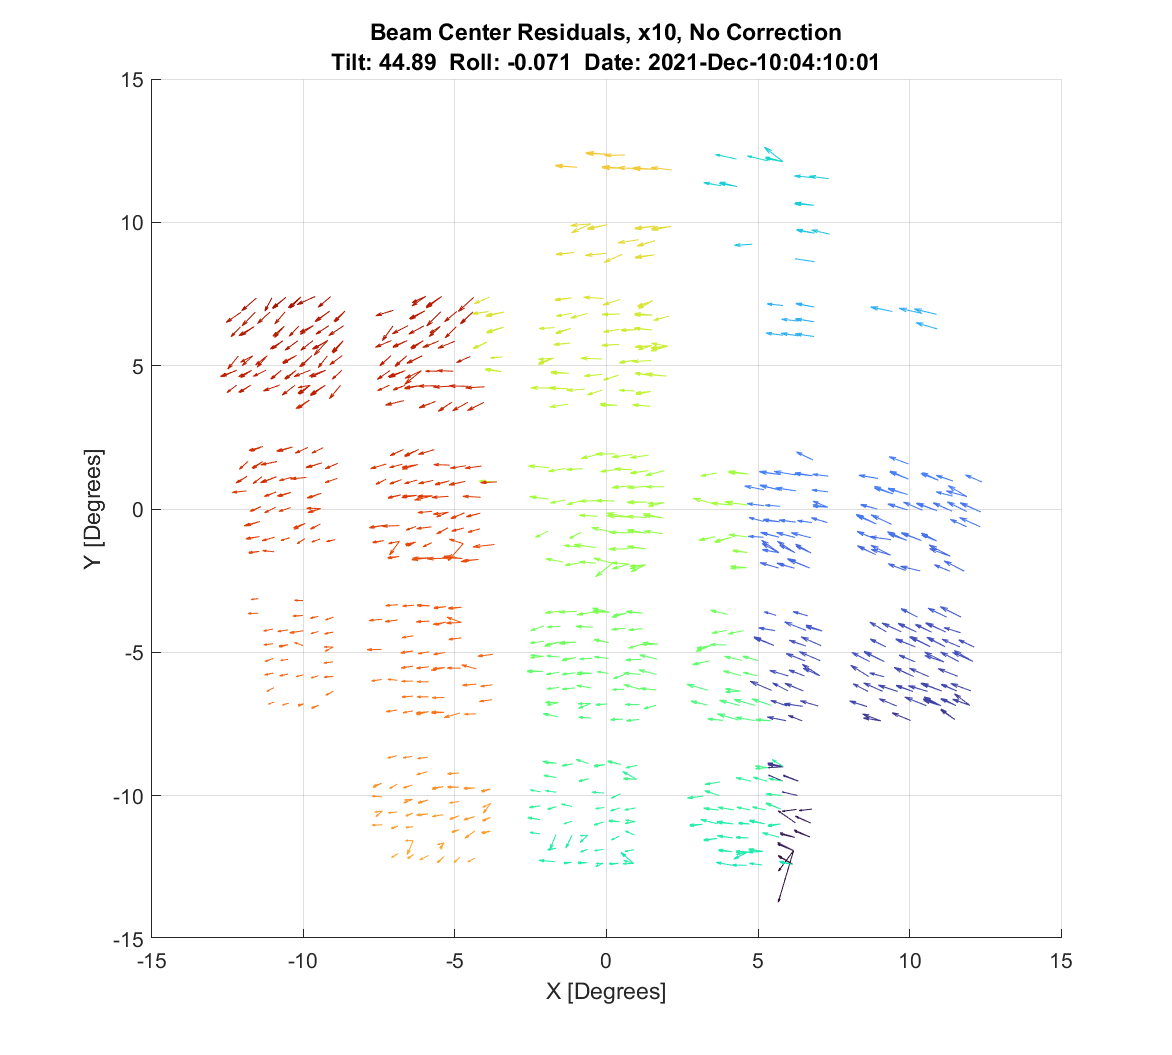 Beam Center Residuals, x10, No Correction
Tilt: 44.89  Roll: -0.071  Date: 2021-Dec-10:04:10:01
15
10
5
0
-5
-10
-15
Y [Degrees]
-15 -10 -5 0 5 10 15
X [Degrees]